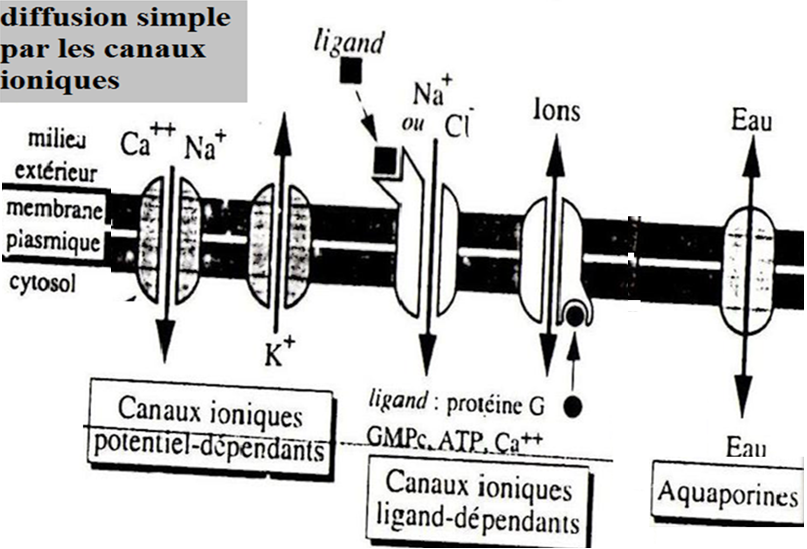 diffusion simple
par les canaux
ioniques
ligand
milieu
extérieur
membrane
plasmique
cytosol
Ca⁺⁺ Na⁺
K⁺
Na⁺
ou Cl⁻
Ions
Eau
Canaux ioniques
potentiel-dépendants
ligand : protéine G
GMPc, ATP, Ca⁺⁺
Canaux ioniques
ligand-dépendants
Eau
Aquaporines